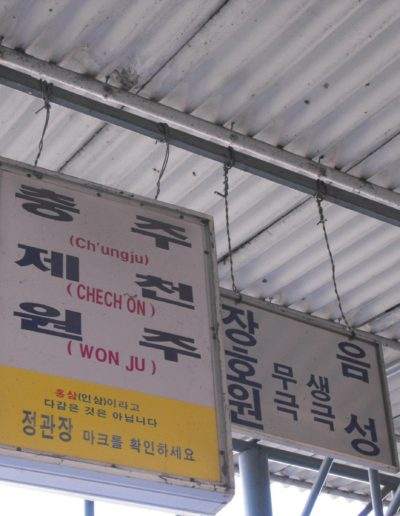 충 주
(Ch'ungju)
제 천
(CHECH ŎN)
원 주
(WON JU)
홍삼(인삼)이라고
다같은 것은 아닙니다
정관장 마크를 확인하세요
장호원
무극
생극
음성